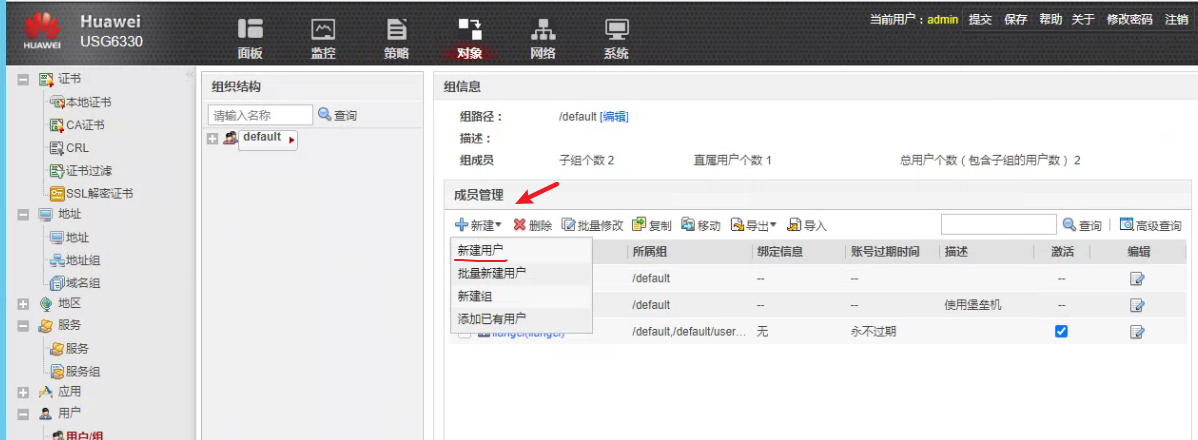 HUAWEI
Huawei
USG6330
面板
监控
策略
对象
网络
系统
当前用户：admin 提交 保存 帮助 关于 修改密码 注销
证书
本地证书
CA证书
CRL
证书过滤
SSL解密证书
地址
地址
地址组
域名组
地区
服务
服务
服务组
应用
用户
用户/组
组织结构
请输入名称 查询
default
组信息
组路径： /default [编辑]
描述：
组成员 子组个数 2 直属用户个数 1 总用户个数（包含子组的用户数）2
成员管理
新建 删除 批量修改 复制 移动 导出 导入 查询 高级查询
新建用户
批量新建用户
新建组
添加已有用户
所属组 绑定信息 账号过期时间 描述 激活 编辑
/default -- -- --
/default -- -- 使用堡垒机 --
/default,/default/user... 无 永不过期